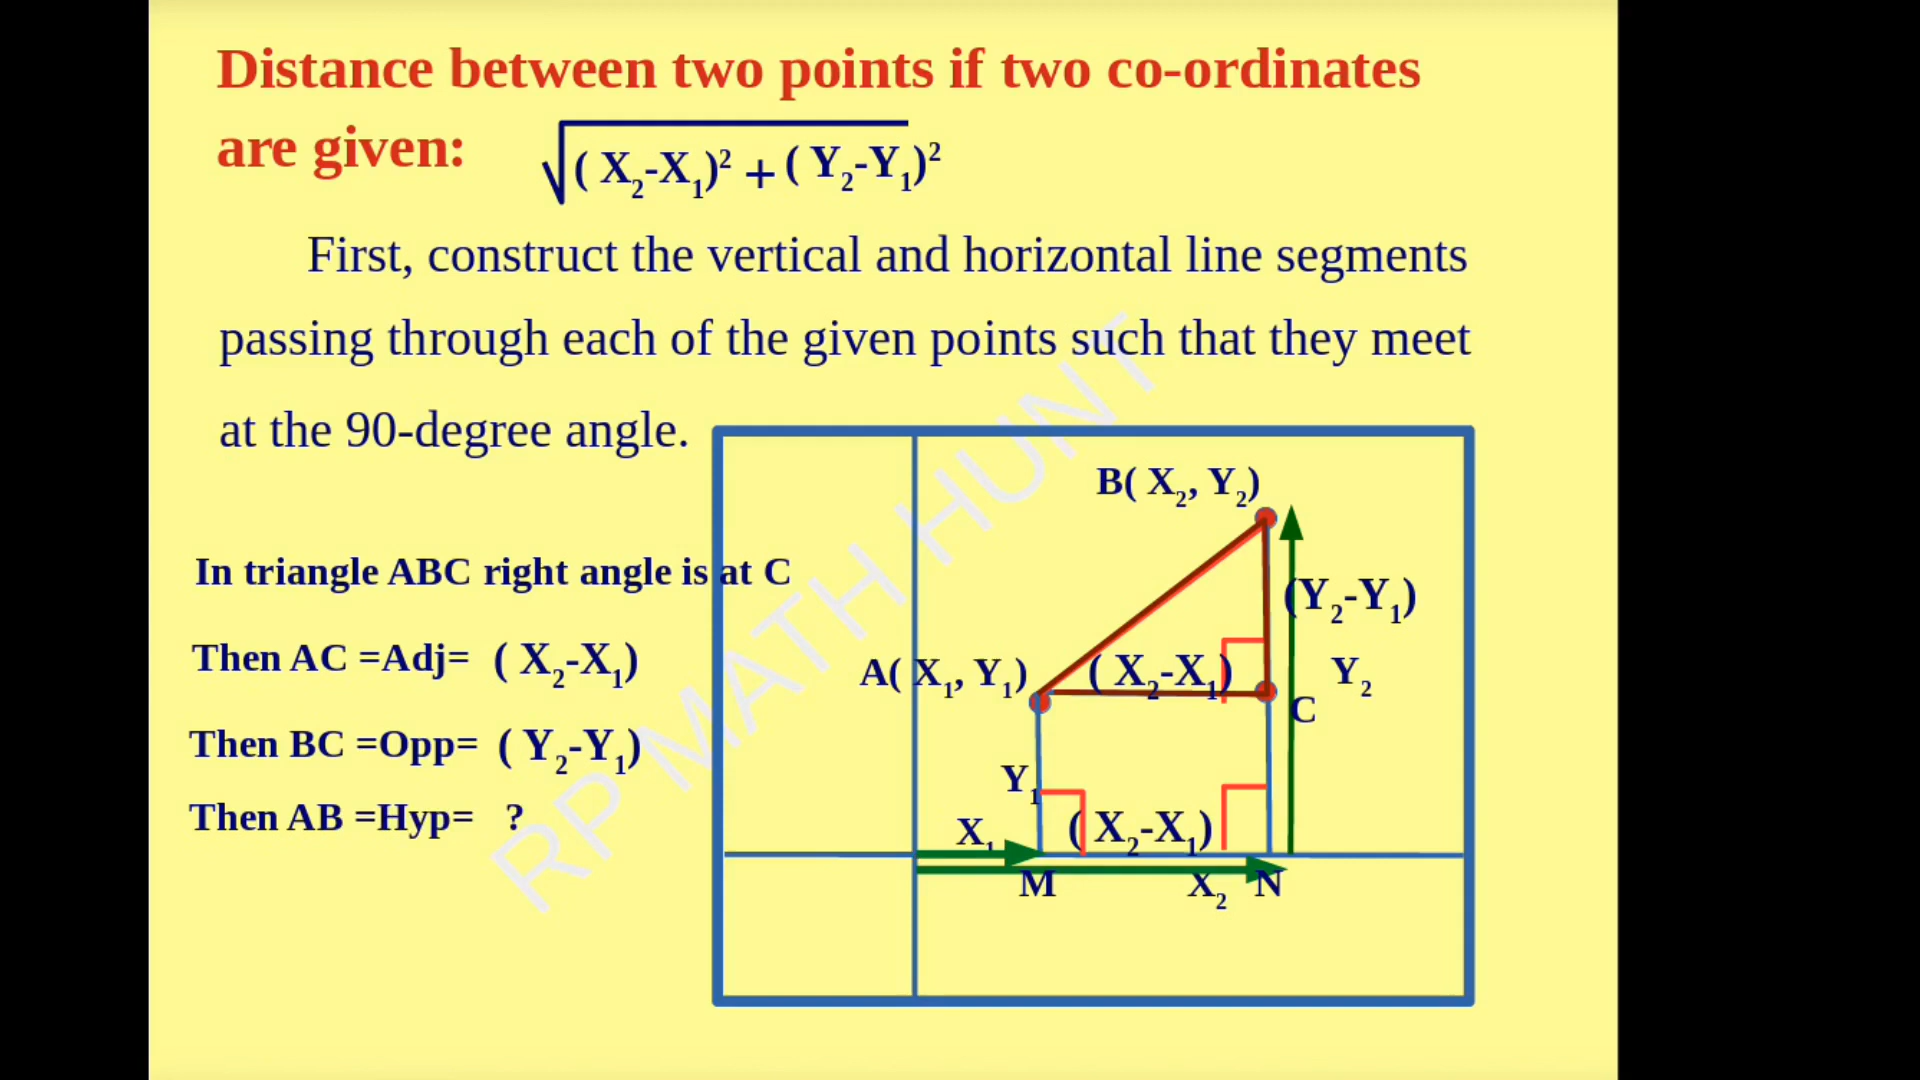 Distance between two points if two co-ordinates
are given: √( X₂-X₁)² + ( Y₂-Y₁)²
First, construct the vertical and horizontal line segments
passing through each of the given points such that they meet
at the 90-degree angle.
B( X₂, Y₂)
In triangle ABC right angle is at C
(Y₂-Y₁)
Then AC =Adj= ( X₂-X₁)
A( X₁, Y₁)
( X₂-X₁)
Y₂
C
Then BC =Opp= ( Y₂-Y₁)
Y₁
Then AB =Hyp= ?
X₁
( X₂-X₁)
M
X₂
N
RP MATH HUNT